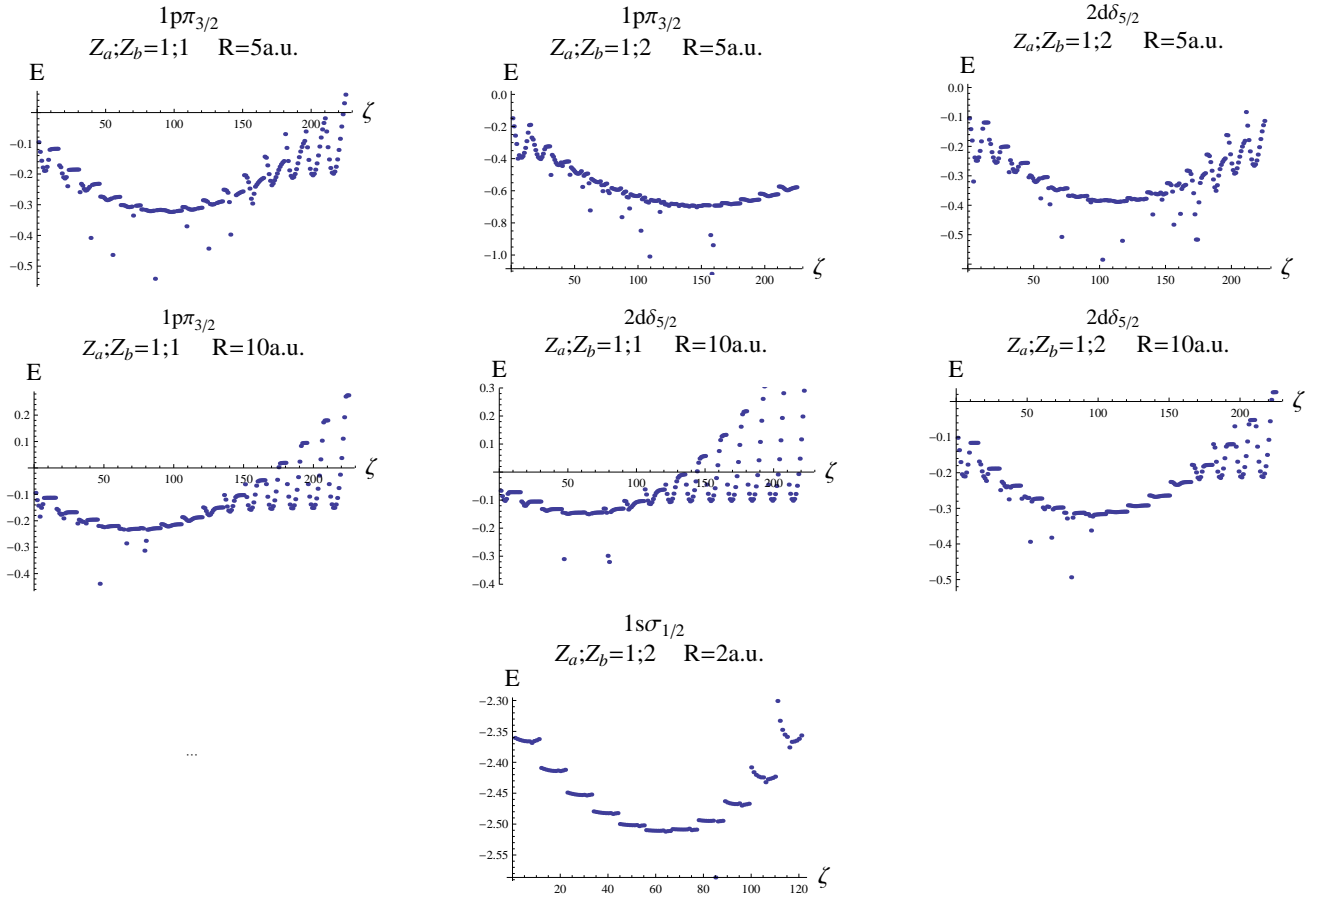 1pπ3/2
Za;Zb=1;1 R=5a.u.
E
ζ
50 100 150 200
−0.1
−0.2
−0.3
−0.4
−0.5
1pπ3/2
Za;Zb=1;2 R=5a.u.
E
0.0
−0.2
−0.4
−0.6
−0.8
−1.0
50 100 150 200
ζ
2dδ5/2
Za;Zb=1;2 R=5a.u.
E
0.0
−0.1
−0.2
−0.3
−0.4
−0.5
50 100 150 200
ζ
1pπ3/2
Za;Zb=1;1 R=10a.u.
E
0.2
0.1
50 100 150 200
ζ
−0.1
−0.2
−0.3
−0.4
2dδ5/2
Za;Zb=1;1 R=10a.u.
E
0.3
0.2
0.1
50 100 150 200
ζ
−0.1
−0.2
−0.3
−0.4
2dδ5/2
Za;Zb=1;2 R=10a.u.
E
50 100 150 200
ζ
−0.1
−0.2
−0.3
−0.4
−0.5
...
1sσ1/2
Za;Zb=1;2 R=2a.u.
E
−2.30
−2.35
−2.40
−2.45
−2.50
−2.55
20 40 60 80 100 120
ζ